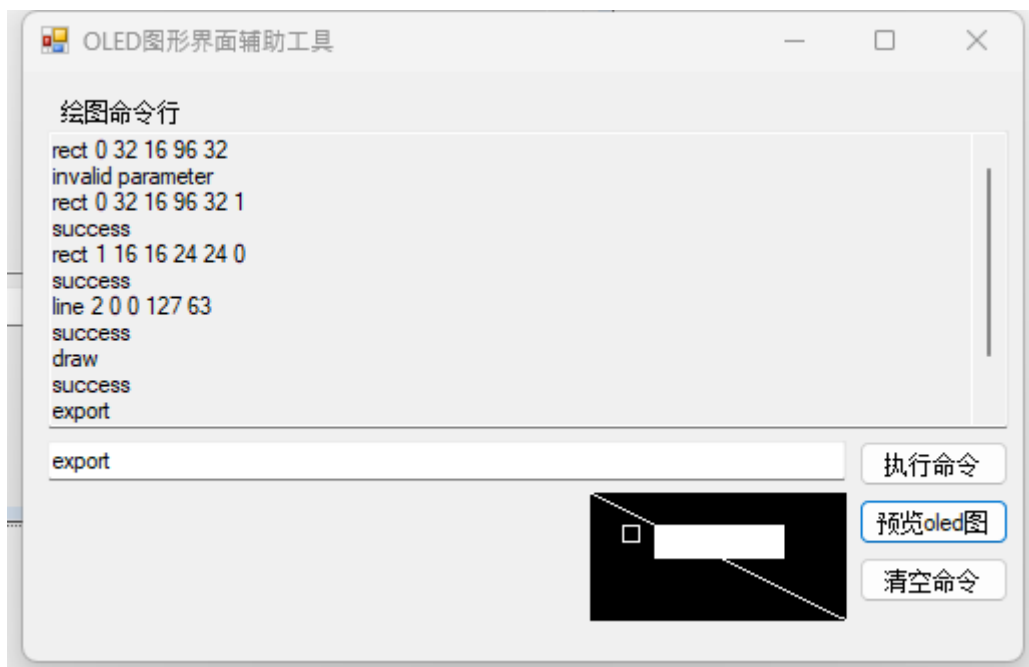 OLED图形界面辅助工具
绘图命令行
rect 0 32 16 96 32
invalid parameter
rect 0 32 16 96 32 1
success
rect 1 16 16 24 24 0
success
line 2 0 0 127 63
success
draw
success
export
export
执行命令
预览oled图
清空命令